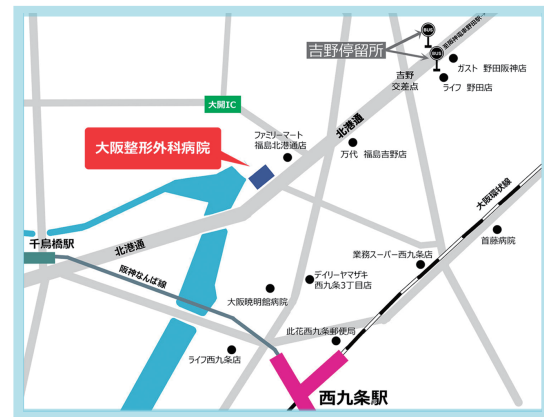 BUS
至阪神電車野田駅
吉野停留所
BUS
ガスト 野田阪神店
吉野
交差点
ライフ 野田店
大開IC
北港通
ファミリーマート
福島北港通店
大阪整形外科病院
万代 福島吉野店
大阪環状線
千鳥橋駅
北港通
首藤病院
業務スーパー西九条店
阪神なんば線
デイリーヤマザキ
西九条3丁目店
大阪暁明館病院
此花西九条郵便局
ライフ西九条店
西九条駅